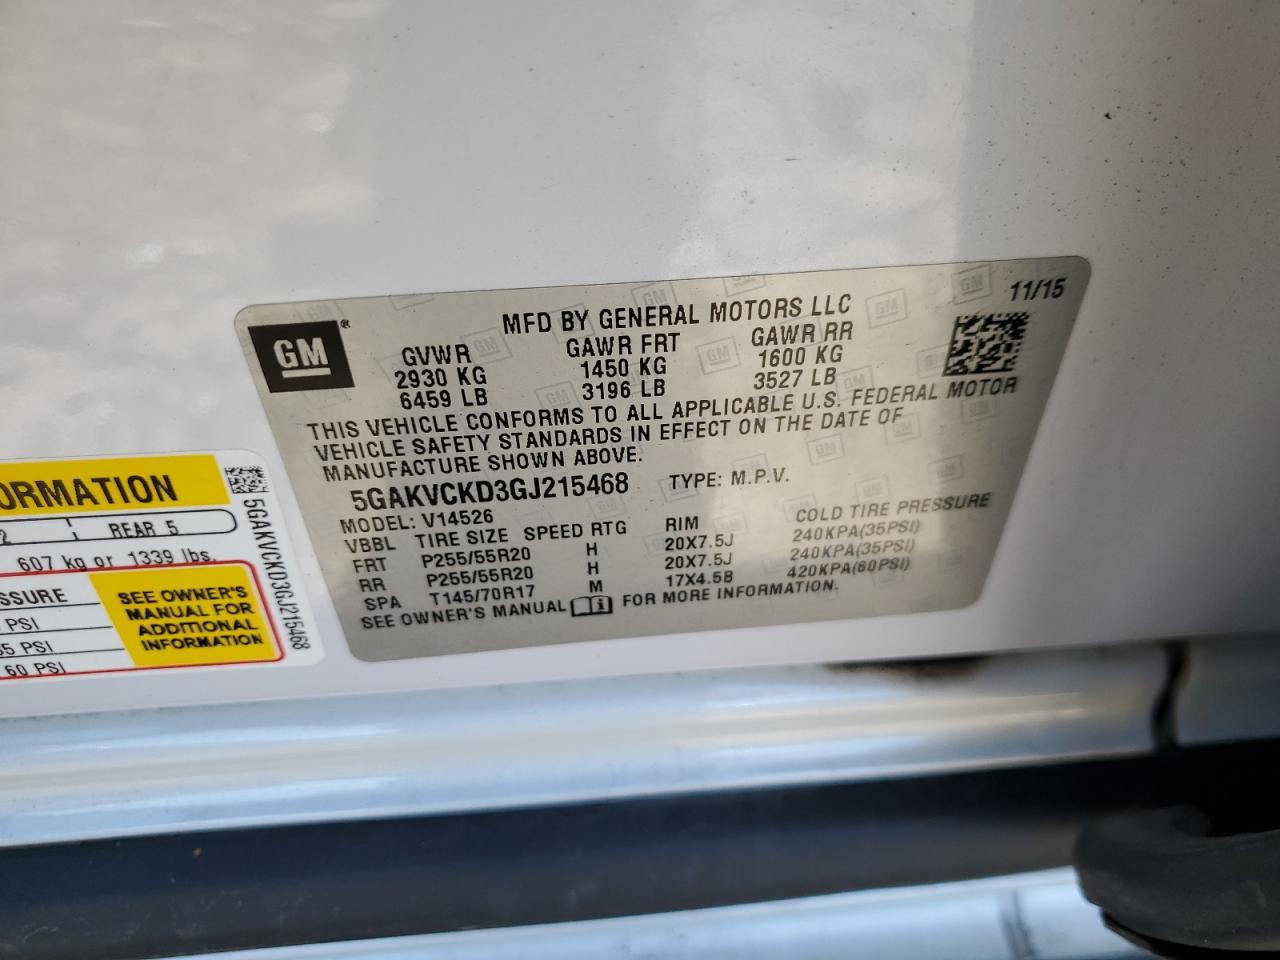 MFD BY GENERAL MOTORS LLC
11/15
GM ®
GVWR GAWR FRT GAWR RR
2930 KG 1450 KG 1600 KG
6459 LB 3196 LB 3527 LB
THIS VEHICLE CONFORMS TO ALL APPLICABLE U.S. FEDERAL MOTOR
VEHICLE SAFETY STANDARDS IN EFFECT ON THE DATE OF
MANUFACTURE SHOWN ABOVE.
5GAKVCKD3GJ215468 TYPE: M.P.V.
MODEL: V14526
VBBL TIRE SIZE SPEED RTG RIM COLD TIRE PRESSURE
FRT P255/55R20 H 20X7.5J 240KPA(35PSI)
RR P255/55R20 H 20X7.5J 240KPA(35PSI)
SPA T145/70R17 M 17X4.5B 420KPA(60PSI)
SEE OWNER'S MANUAL FOR MORE INFORMATION.
ORMATION
2 REAR 5
607 kg or 1339 lbs.
SSURE
PSI
35 PSI
60 PSI
SEE OWNER'S
MANUAL FOR
ADDITIONAL
INFORMATION
5GAKVCKD3GJ215468